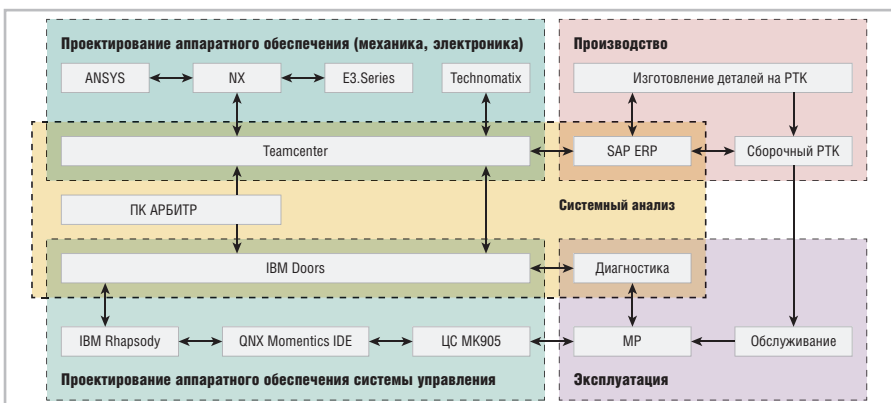 Проектирование аппаратного обеспечения (механика, электроника)
Производство
ANSYS
NX
E3.Series
Technomatix
Изготовление деталей на РТК
Teamcenter
SAP ERP
Сборочный РТК
ПК АРБИТР
Системный анализ
IBM Doors
Диагностика
IBM Rhapsody
QNX Momentics IDE
ЦС МК905
МР
Обслуживание
Проектирование аппаратного обеспечения системы управления
Эксплуатация